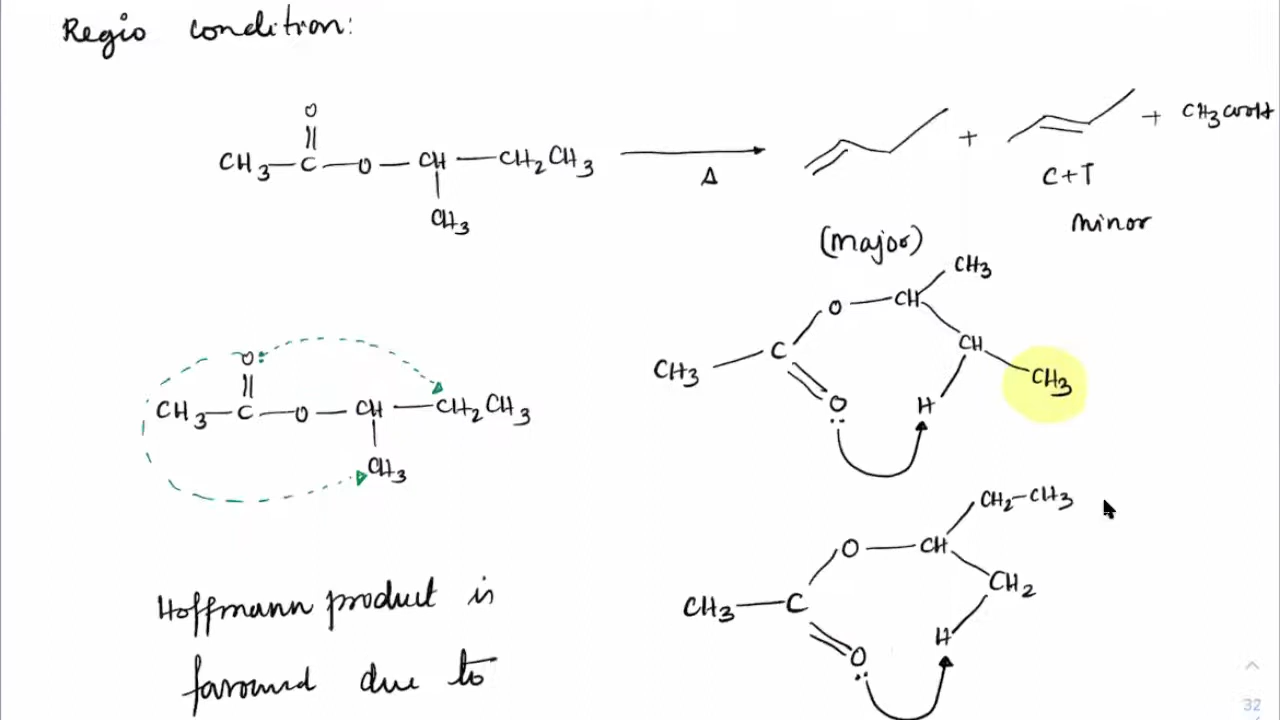 Regio condition:
O
CH3—C—O—CH—CH2CH3
CH3
Δ
+
+ CH3COOH
C+T
minor
(major)
CH3
O—CH
CH
CH3
CH3
C
O
H
O:
CH3—C—O—CH—CH2CH3
CH3
CH2-CH3
O—CH
CH2
CH3—C
H
O
Hoffmann product is
favound due to
32